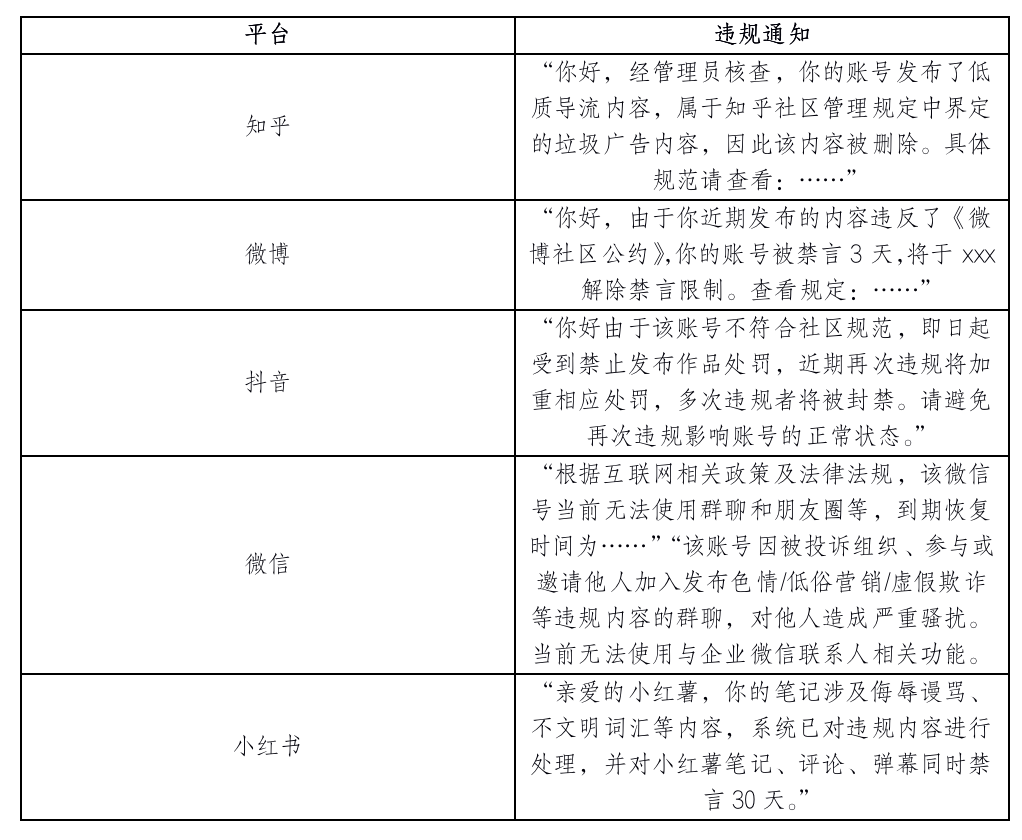 平台
违规通知
知乎
“你好，经管理员核查，你的账号发布了低
质导流内容，属于知乎社区管理规定中界定
的垃圾广告内容，因此该内容被删除。具体
规范请查看：……”
微博
“你好，由于你近期发布的内容违反了《微
博社区公约》,你的账号被禁言 3 天,将于 xxx
解除禁言限制。查看规定：……”
抖音
“你好由于该账号不符合社区规范，即日起
受到禁止发布作品处罚，近期再次违规将加
重相应处罚，多次违规者将被封禁。请避免
再次违规影响账号的正常状态。”
微信
“根据互联网相关政策及法律法规，该微信
号当前无法使用群聊和朋友圈等，到期恢复
时间为……”“该账号因被投诉组织、参与或
邀请他人加入发布色情/低俗营销/虚假欺诈
等违规内容的群聊，对他人造成严重骚扰。
当前无法使用与企业微信联系人相关功能。
小红书
“亲爱的小红薯，你的笔记涉及侮辱谩骂、
不文明词汇等内容，系统已对违规内容进行
处理，并对小红薯笔记、评论、弹幕同时禁
言 30 天。”